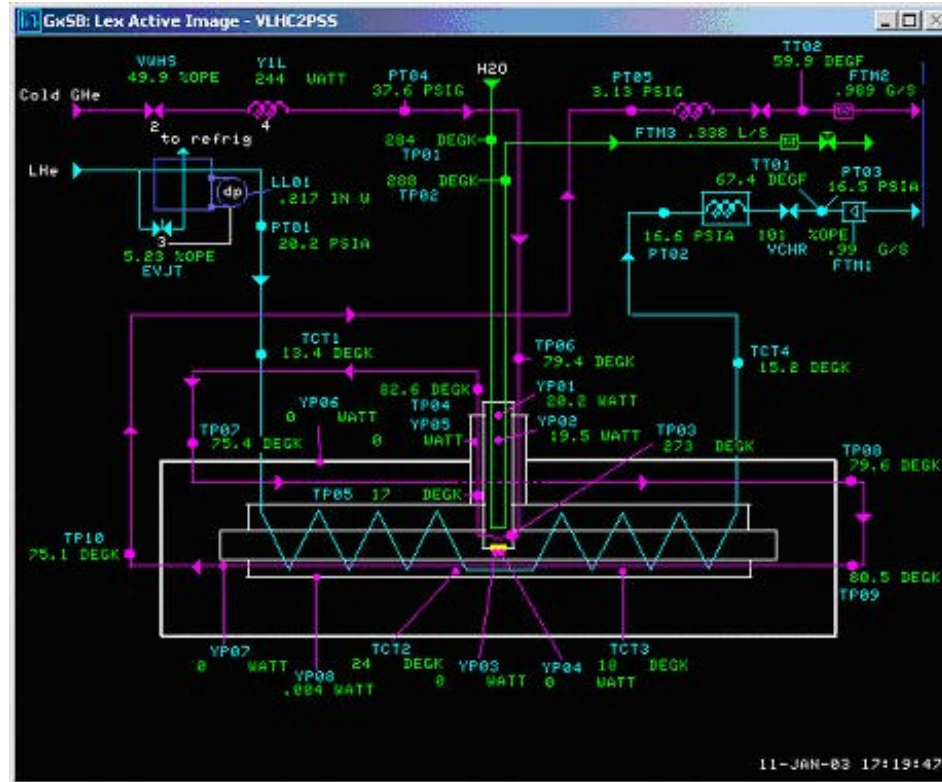 GxSB: Lex Active Image - VLHC2PSS
VWHS
49.9 %OPE
Y1L
244 WATT
PT04
37.6 PSIG
H2O
PT05
3.13 PSIG
TT02
59.9 DEGF
FTM2
.989 G/S
Cold GHe
2
4
to refrig
284 DEGK
TP01
FTM3 .338 L/S
LHe
dp
LL01
.217 IN W
288 DEGK
TP02
TT01
67.4 DEGF
PT03
16.5 PSIA
PT01
20.2 PSIA
3
5.23 %OPE
EVJT
16.6 PSIA
PT02
101 %OPE
VCHR
.99 G/S
FTM1
TCT1
13.4 DEGK
TP06
79.4 DEGK
TCT4
15.2 DEGK
82.6 DEGK
TP04
YP01
20.2 WATT
YP06
0 WATT
YP05
0 WATT
YP02
19.5 WATT
TP07
75.4 DEGK
TP03
273 DEGK
TP08
79.6 DEGK
TP05 17 DEGK
TP10
75.1 DEGK
80.5 DEGK
TP09
YP07
0 WATT
YP08
.004 WATT
TCT2
24 DEGK
YP03
0 WATT
YP04
0 WATT
TCT3
18 DEGK
11-JAN-03 17:19:47